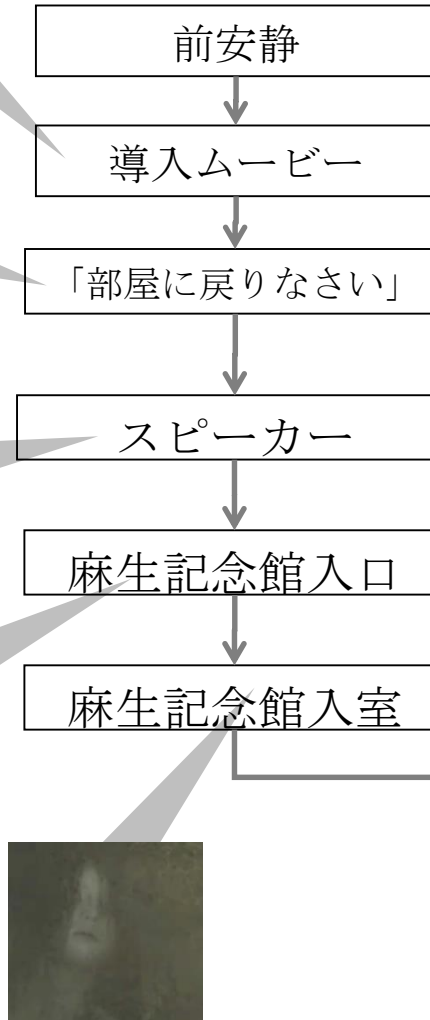 前安静
導入ムービー
「部屋に戻りなさい」
スピーカー
麻生記念館入口
麻生記念館入室